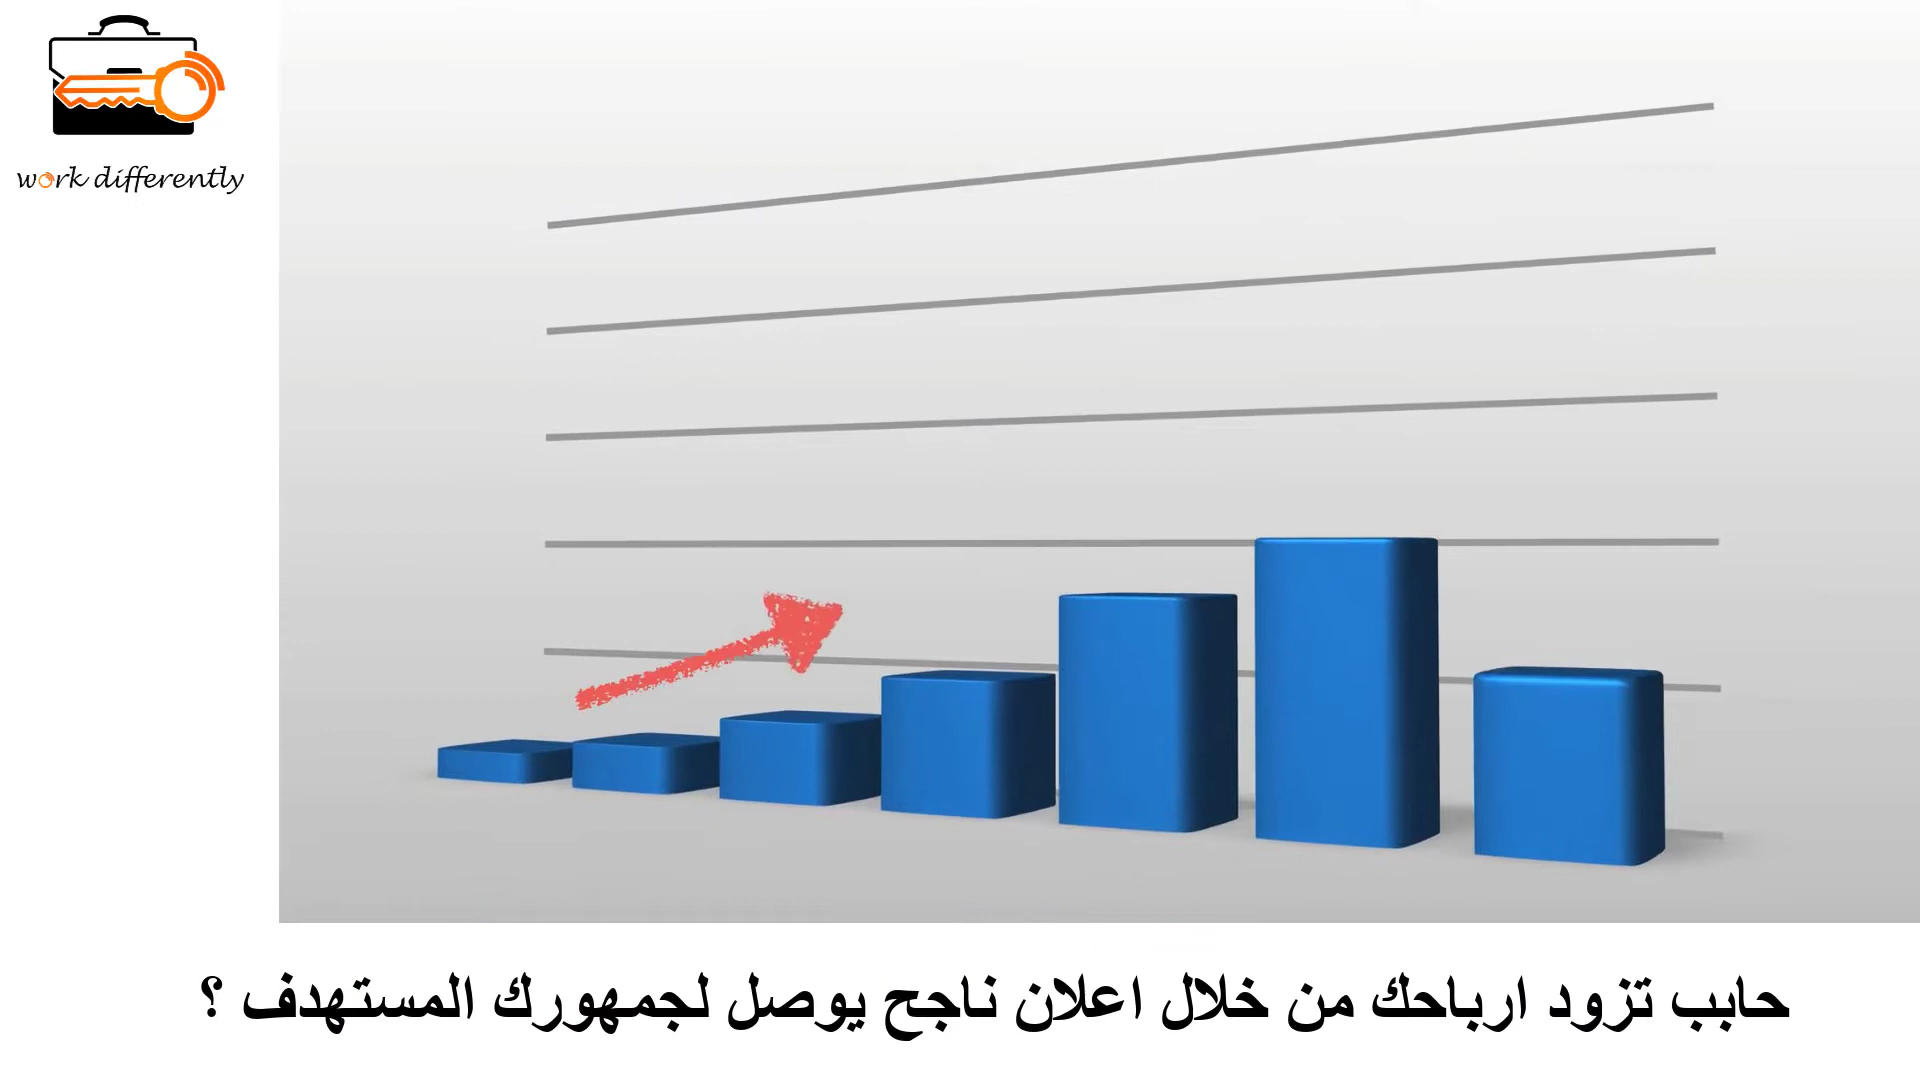 work differently
حابب تزود ارباحك من خلال اعلان ناجح يوصل لجمهورك المستهدف ؟